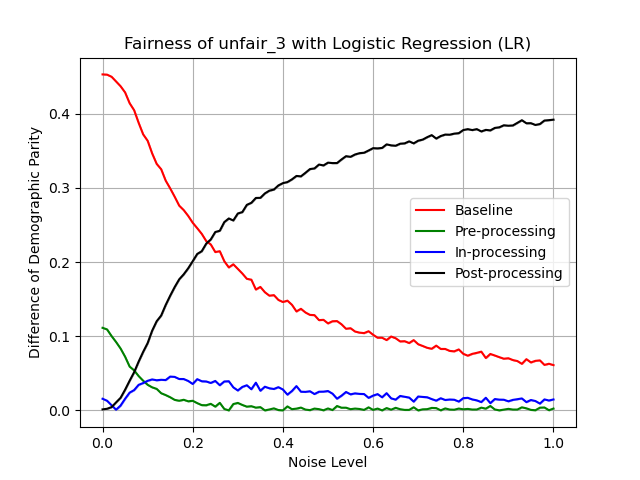 Fairness of unfair_3 with Logistic Regression (LR)
Difference of Demographic Parity
0.4
0.3
0.2
0.1
0.0
Baseline
Pre-processing
In-processing
Post-processing
0.0 0.2 0.4 0.6 0.8 1.0
Noise Level